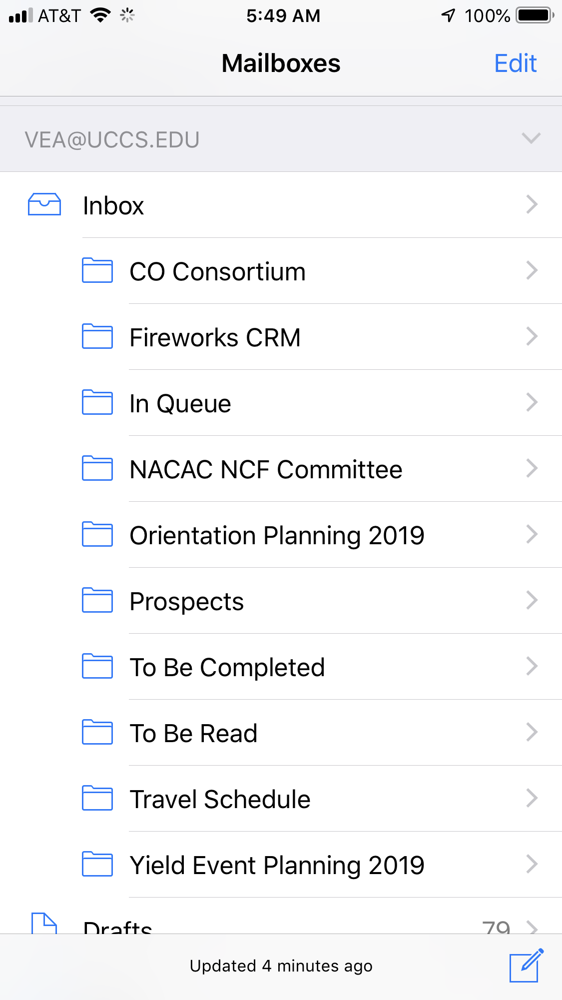 AT&T 5:49 AM 100%
Mailboxes Edit
VEA@UCCS.EDU
Inbox
CO Consortium
Fireworks CRM
In Queue
NACAC NCF Committee
Orientation Planning 2019
Prospects
To Be Completed
To Be Read
Travel Schedule
Yield Event Planning 2019
Drafts 79
Updated 4 minutes ago